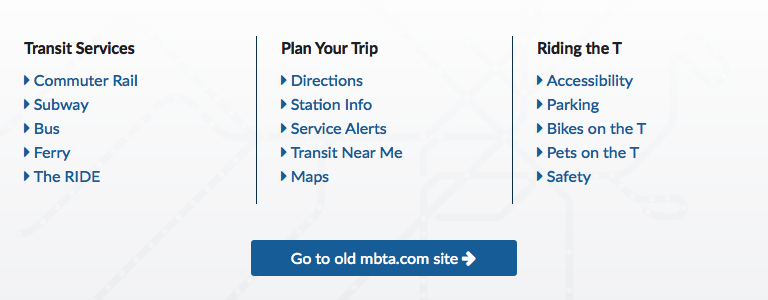 Transit Services
Commuter Rail
Subway
Bus
Ferry
The RIDE
Plan Your Trip
Directions
Station Info
Service Alerts
Transit Near Me
Maps
Riding the T
Accessibility
Parking
Bikes on the T
Pets on the T
Safety
Go to old mbta.com site